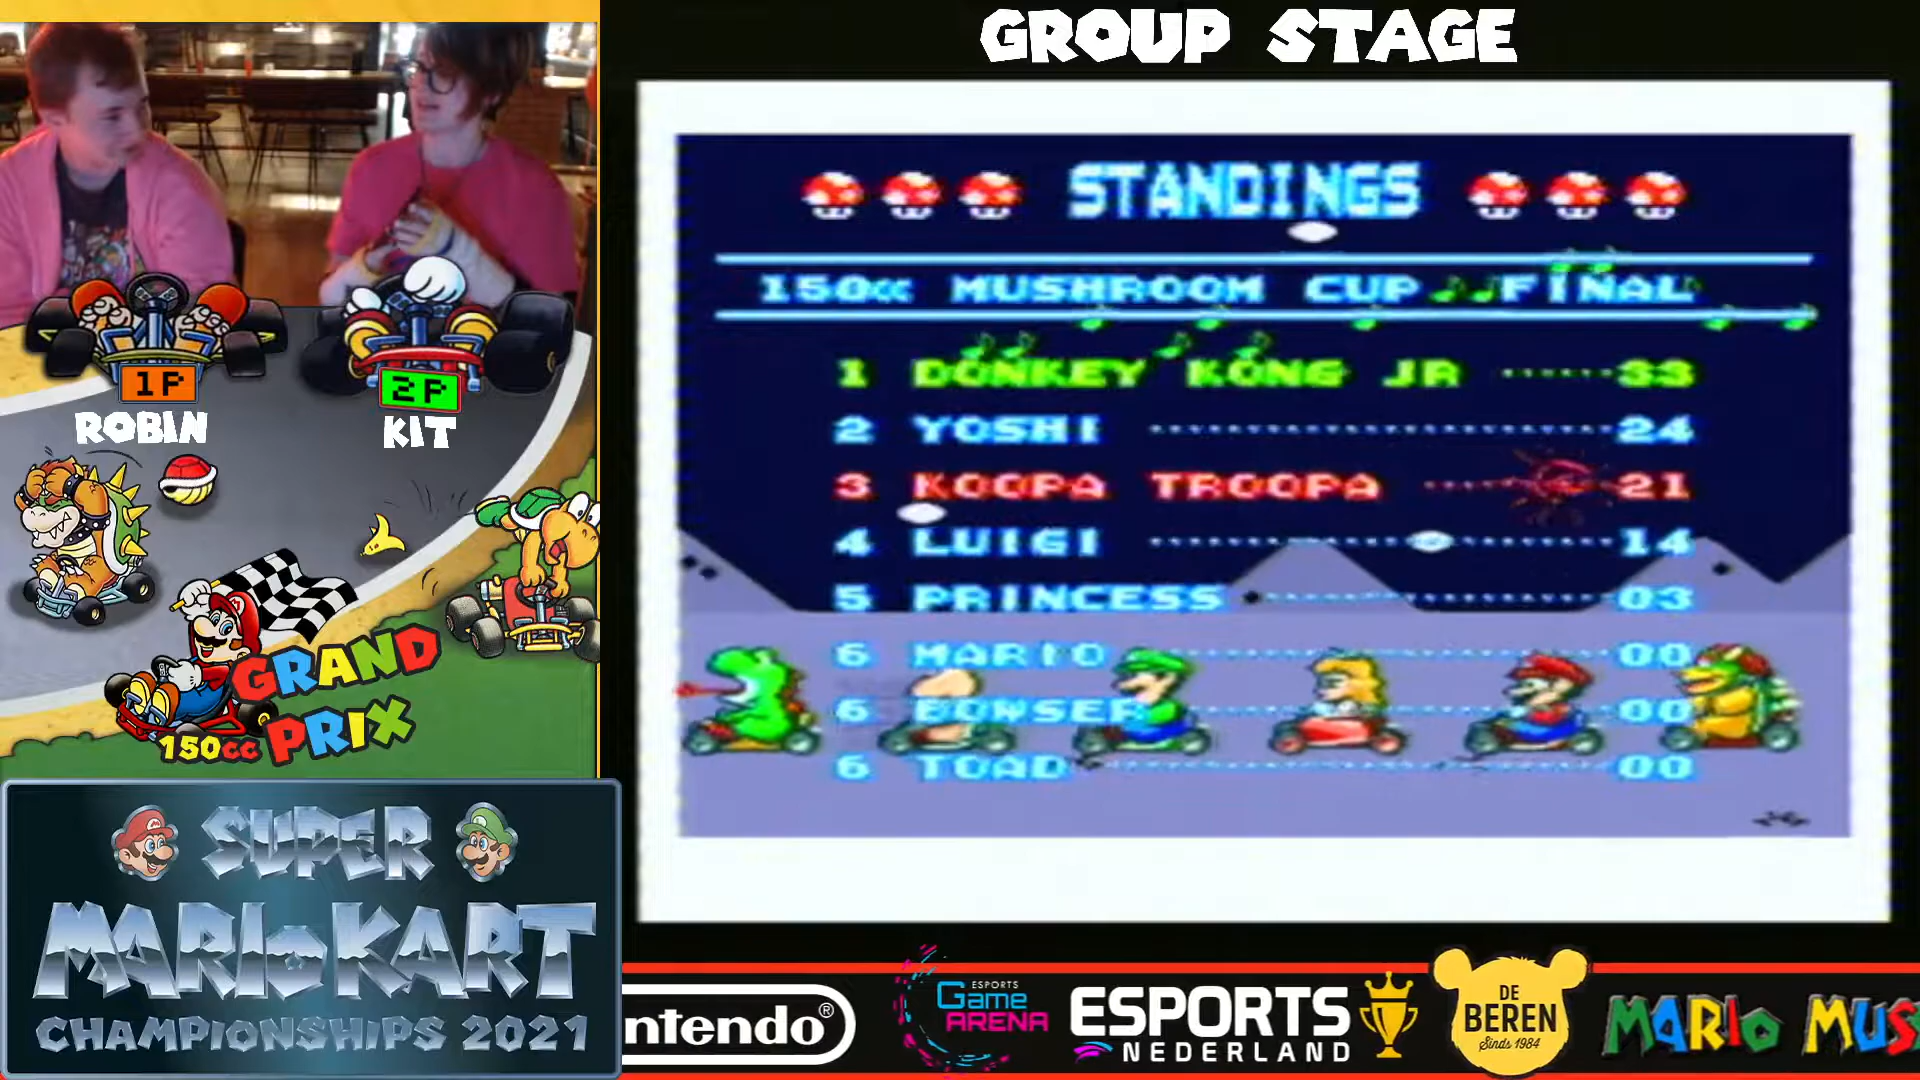 GROUP STAGE
STANDINGS
150cc MUSHROOM CUP FINAL
1 DONKEY KONG JR 33
2 YOSHI 24
3 KOOPA TROOPA 21
4 LUIGI 14
5 PRINCESS 03
6 MARIO 00
6 BOWSER 00
6 TOAD 00
1P
2P
ROBIN
KIT
GRAND
150cc PRIX
SUPER
MARIOKART
CHAMPIONSHIPS 2021
ntendo®
ESPORTS
Game
ARENA
ESPORTS
NEDERLAND
DE
BEREN
Sinds 1984
MARIO MUS